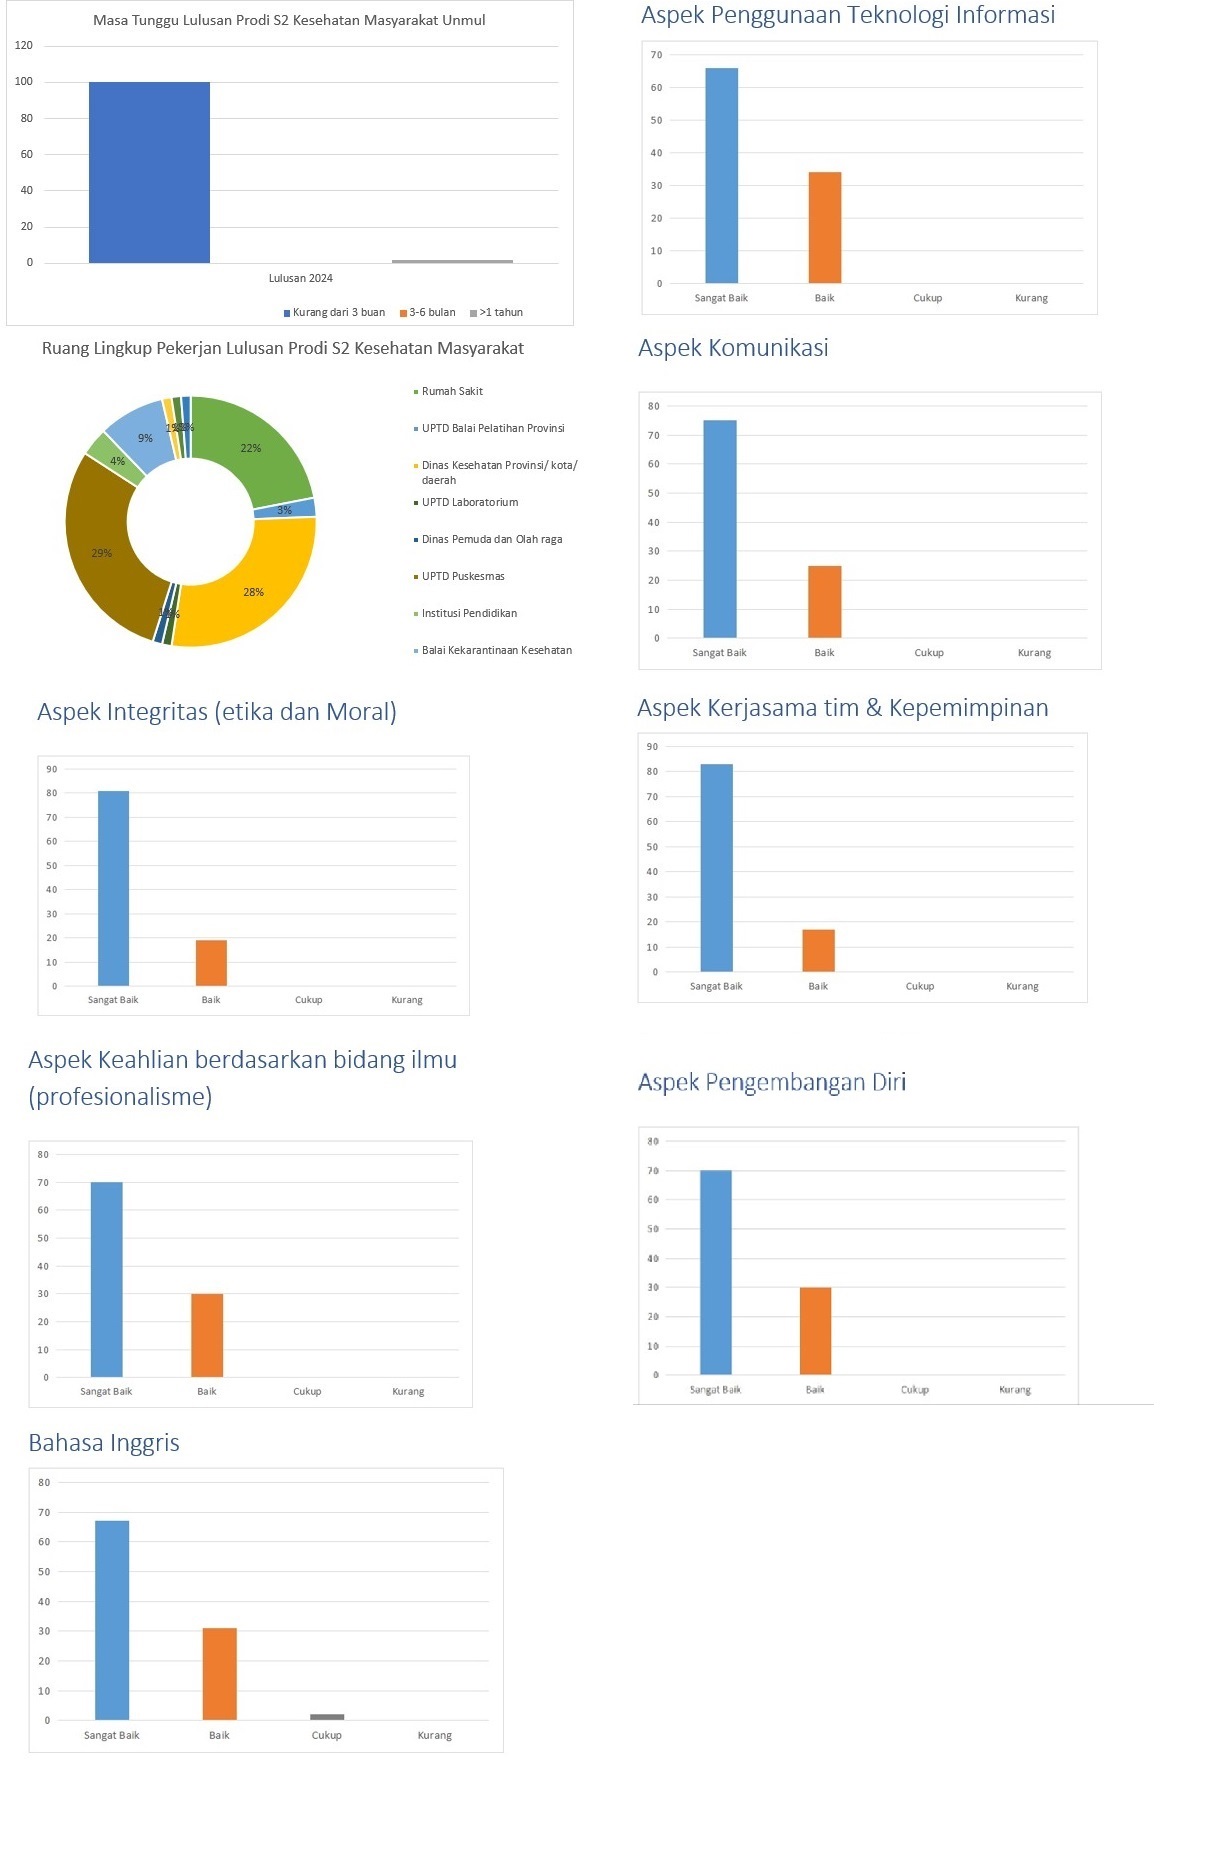 Masa Tunggu Lulusan Prodi S2 Kesehatan Masyarakat Unmul
120
100
80
60
40
20
0
Lulusan 2024
Kurang dari 3 buan 3-6 bulan >1 tahun
Aspek Penggunaan Teknologi Informasi
70
60
50
40
30
20
10
0
Sangat Baik Baik Cukup Kurang
Ruang Lingkup Pekerjan Lulusan Prodi S2 Kesehatan Masyarakat
22%
3%
28%
29%
4%
9%
Rumah Sakit
UPTD Balai Pelatihan Provinsi
Dinas Kesehatan Provinsi/ kota/
daerah
UPTD Laboratorium
Dinas Pemuda dan Olah raga
UPTD Puskesmas
Institusi Pendidikan
Balai Kekarantinaan Kesehatan
Aspek Komunikasi
80
70
60
50
40
30
20
10
0
Sangat Baik Baik Cukup Kurang
Aspek Integritas (etika dan Moral)
90
80
70
60
50
40
30
20
10
0
Sangat Baik Baik Cukup Kurang
Aspek Kerjasama tim & Kepemimpinan
90
80
70
60
50
40
30
20
10
0
Sangat Baik Baik Cukup Kurang
Aspek Keahlian berdasarkan bidang ilmu
(profesionalisme)
80
70
60
50
40
30
20
10
0
Sangat Baik Baik Cukup Kurang
Aspek Pengembangan Diri
80
70
60
50
40
30
20
10
0
Sangat Baik Baik Cukup Kurang
Bahasa Inggris
80
70
60
50
40
30
20
10
0
Sangat Baik Baik Cukup Kurang